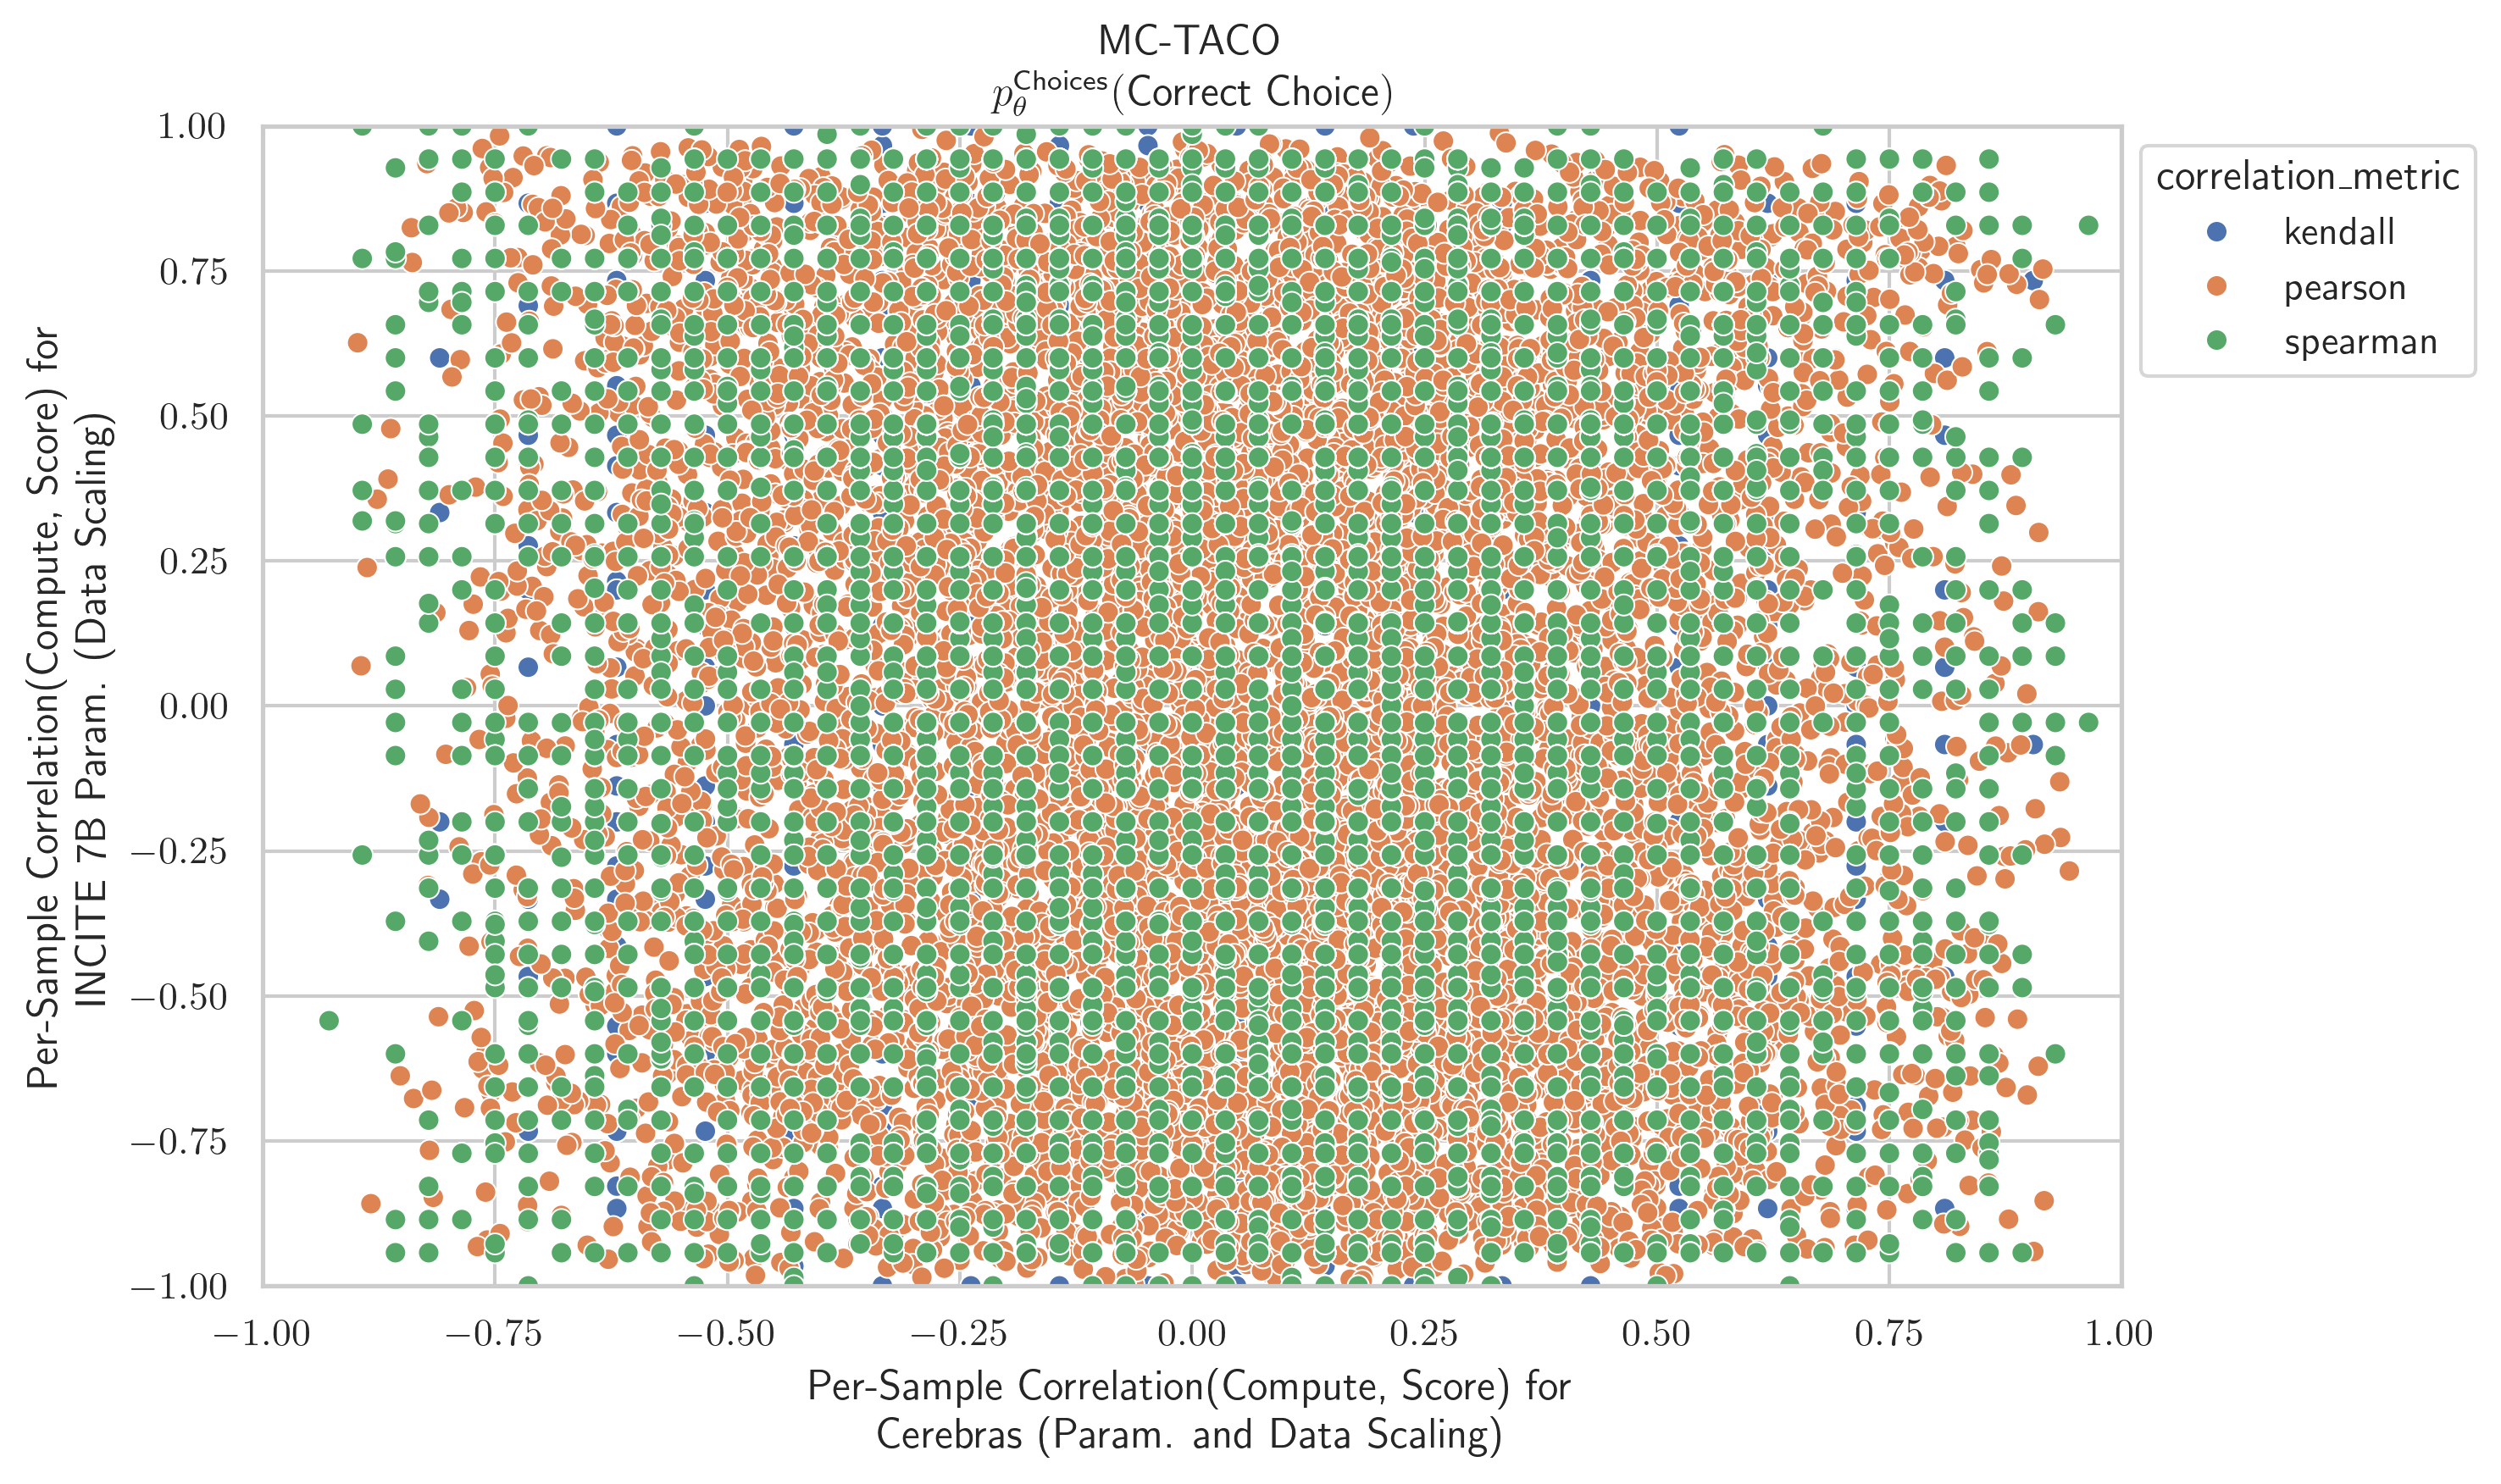 MC-TACO
p_θ^Choices(Correct Choice)
1.00
0.75
0.50
0.25
0.00
−0.25
−0.50
−0.75
−1.00
Per-Sample Correlation(Compute, Score) for
INCITE 7B Param. (Data Scaling)
−1.00 −0.75 −0.50 −0.25 0.00 0.25 0.50 0.75 1.00
Per-Sample Correlation(Compute, Score) for
Cerebras (Param. and Data Scaling)
correlation_metric
kendall
pearson
spearman